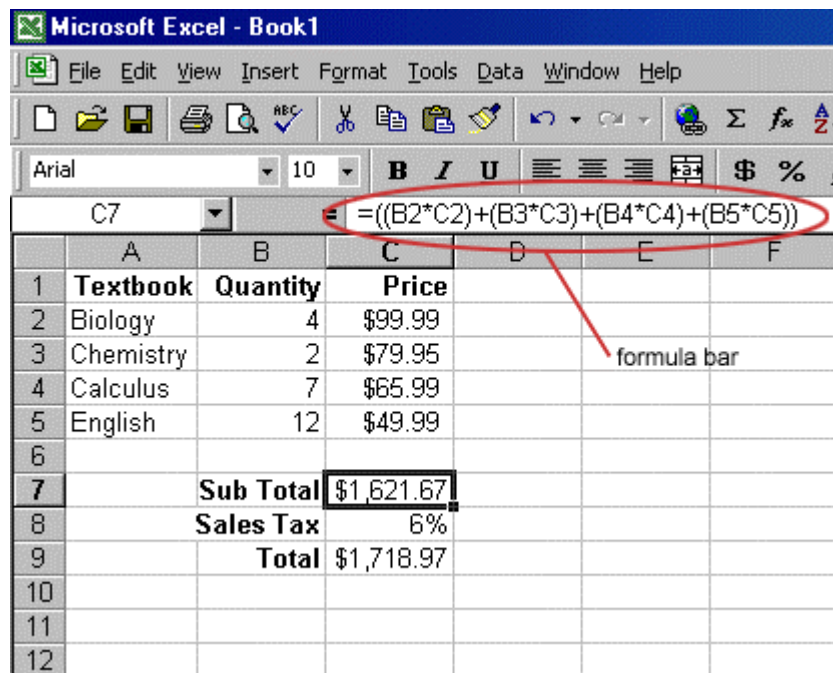 Microsoft Excel - Book1
File Edit View Insert Format Tools Data Window Help
ABC Σ fx A Z
Arial 10 B I U a $ %
C7 = =((B2*C2)+(B3*C3)+(B4*C4)+(B5*C5))
A B C D E F
1 Textbook Quantity Price
2 Biology 4 $99.99
3 Chemistry 2 $79.95
formula bar
4 Calculus 7 $65.99
5 English 12 $49.99
6
7 Sub Total $1,621.67
8 Sales Tax 6%
9 Total $1,718.97
10
11
12